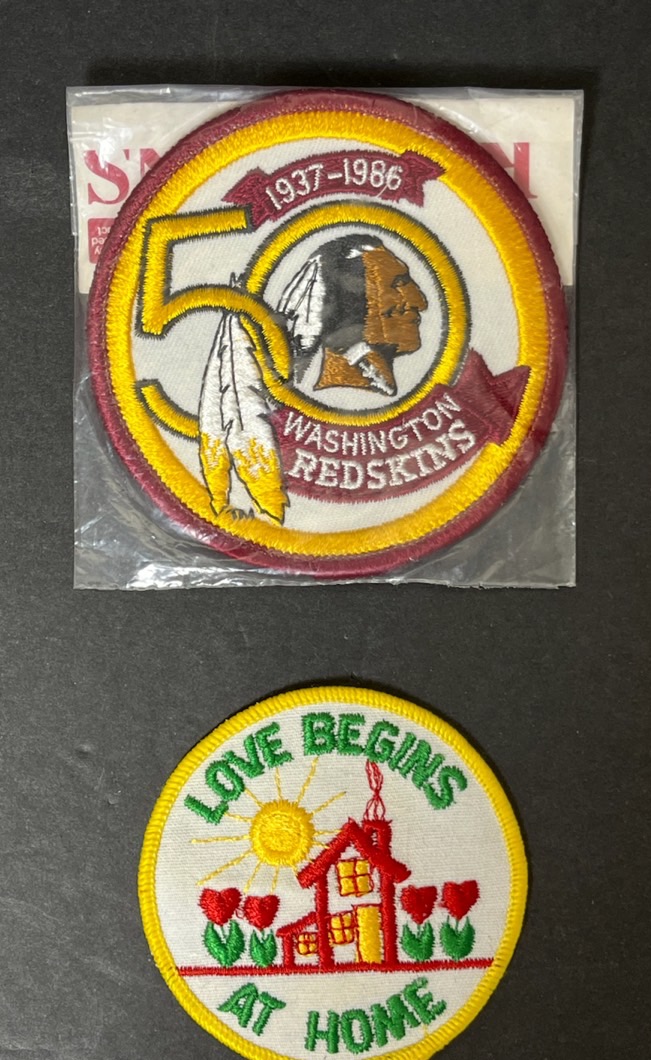 1937-1986
50
WASHINGTON
REDSKINS
LOVE BEGINS
AT HOME